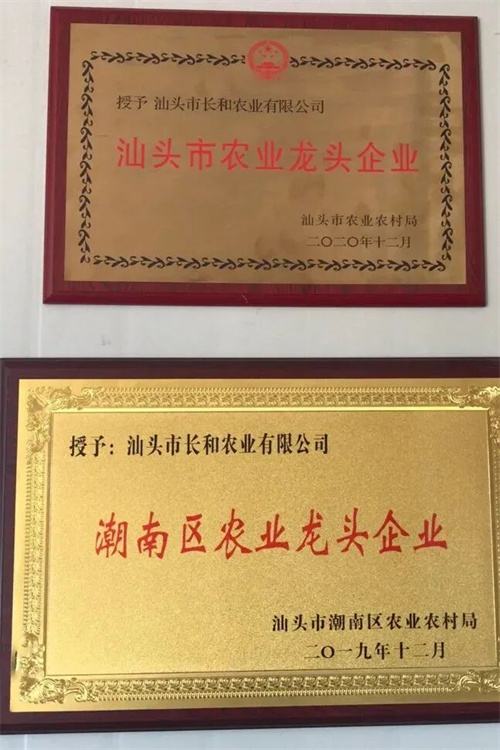 授予 汕头市长和农业有限公司
汕头市农业龙头企业
汕头市农业农村局
二〇二〇年十二月
授予：汕头市长和农业有限公司
潮南区农业龙头企业
汕头市潮南区农业农村局
二〇一九年十二月